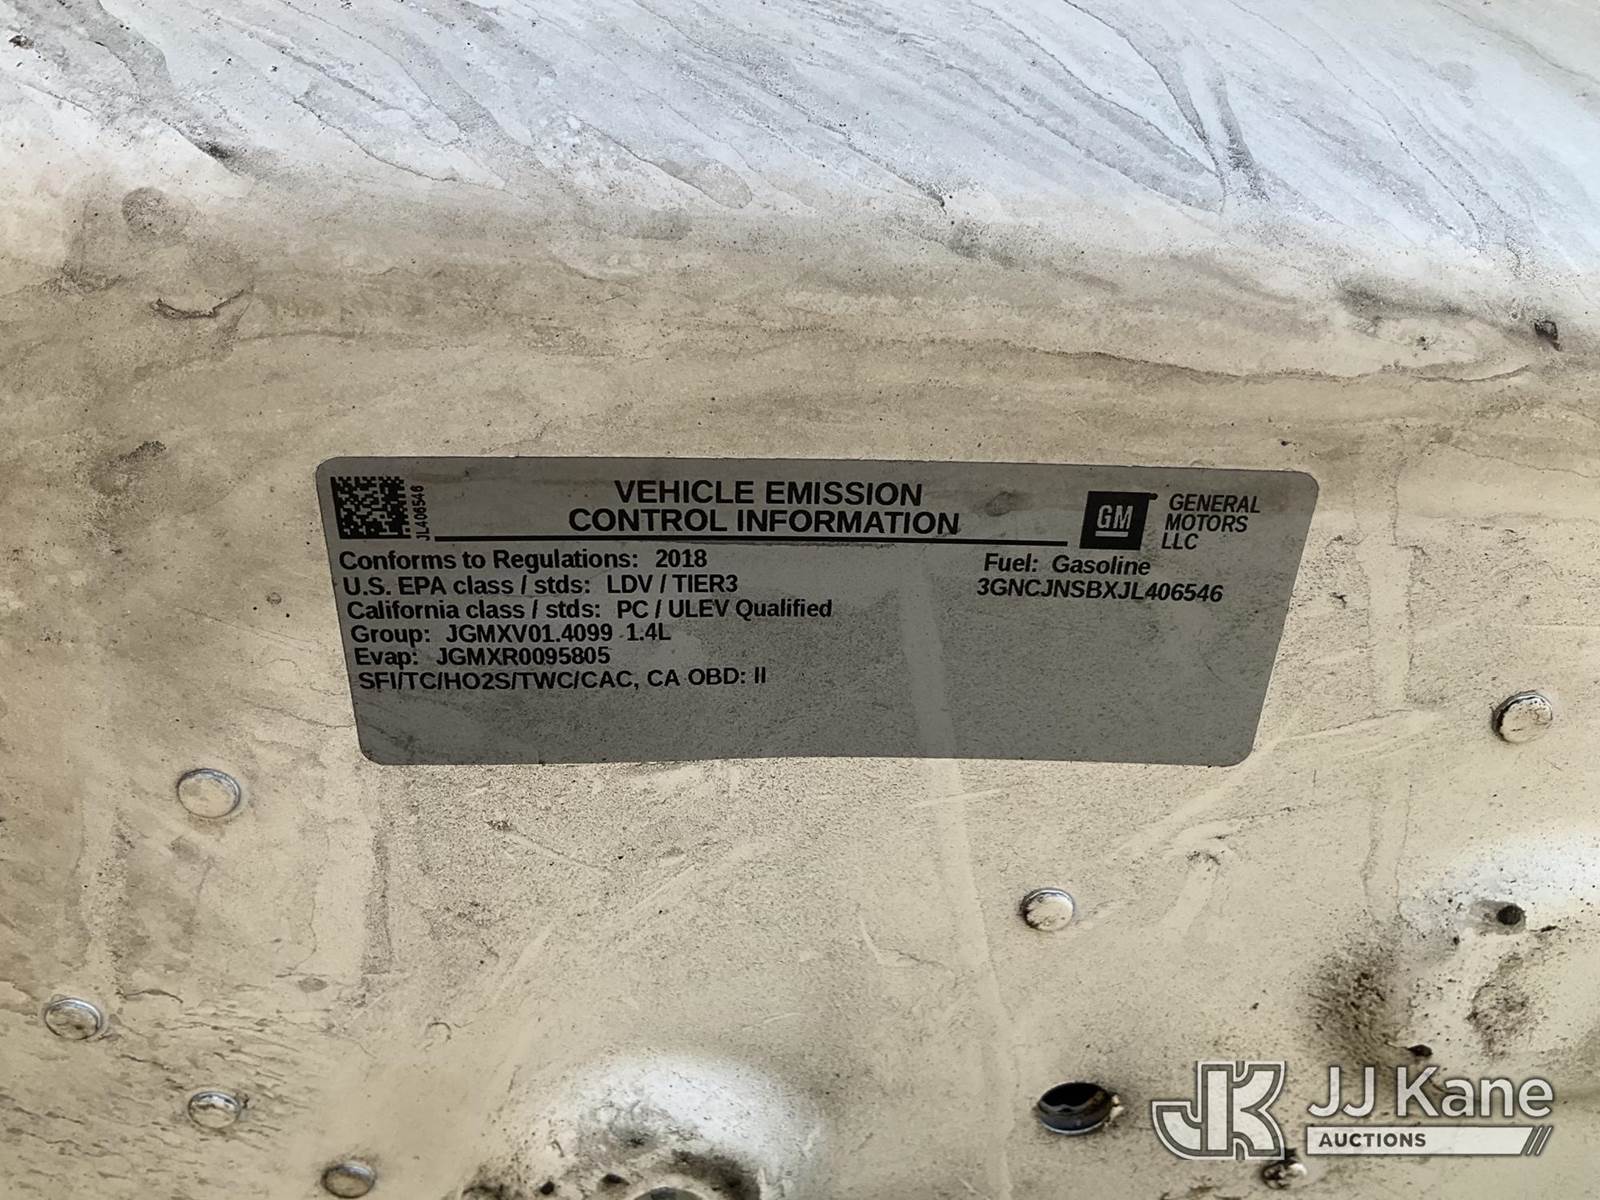 JL406546
VEHICLE EMISSION
CONTROL INFORMATION
GM
GENERAL
MOTORS
LLC
Conforms to Regulations: 2018
U.S. EPA class / stds: LDV / TIER3
California class / stds: PC / ULEV Qualified
Group: JGMXV01.4099 1.4L
Evap: JGMXR0095805
SFI/TC/HO2S/TWC/CAC, CA OBD: II
Fuel: Gasoline
3GNCJNSBXJL406546
JK
JJ Kane
AUCTIONS